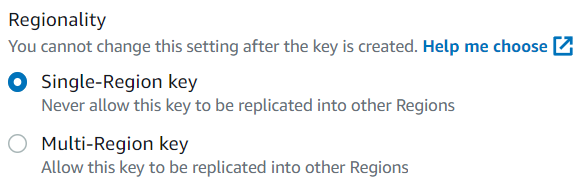 Regionality
You cannot change this setting after the key is created. Help me choose
Single-Region key
Never allow this key to be replicated into other Regions
Multi-Region key
Allow this key to be replicated into other Regions